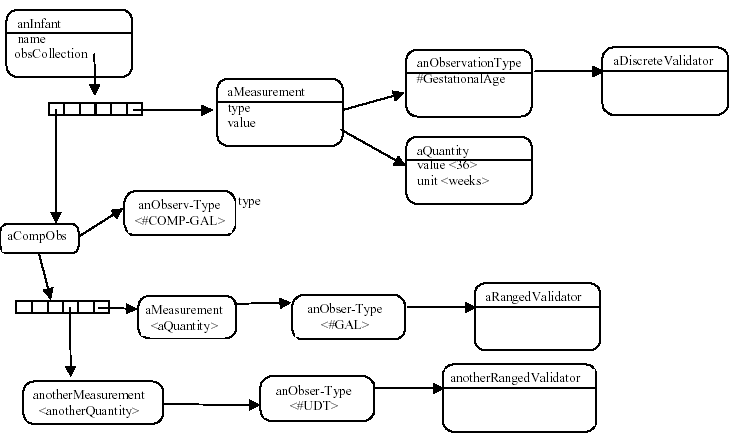 anInfant
name
obsCollection
aMeasurement
type
value
anObservationType
#GestationalAge
aDiscreteValidator
aQuantity
value <36>
unit <weeks>
anObserv-Type
<#COMP-GAL>
type
aCompObs
aMeasurement
<aQuantity>
anObser-Type
<#GAL>
aRangedValidator
anotherMeasurement
<anotherQuantity>
anObser-Type
<#UDT>
anotherRangedValidator